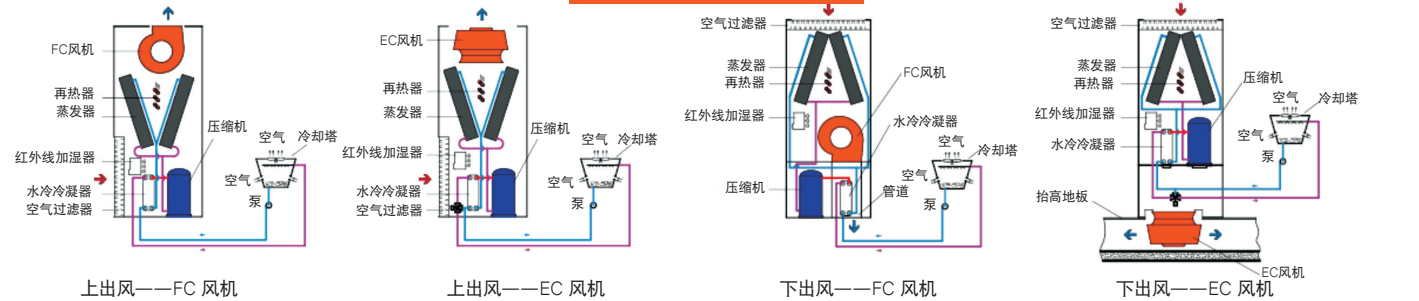 FC风机
再热器
蒸发器
压缩机
空气
冷却塔
红外线加湿器
空气
水冷冷凝器
泵
空气过滤器
上出风——FC 风机
EC风机
再热器
蒸发器
压缩机
空气
冷却塔
红外线加湿器
空气
水冷冷凝器
泵
空气过滤器
上出风——EC 风机
空气过滤器
蒸发器
再热器
FC风机
红外线加湿器
水冷冷凝器
空气
冷却塔
空气
压缩机
管道
泵
下出风——FC 风机
空气过滤器
蒸发器
再热器
压缩机
空气
冷却塔
红外线加湿器
空气
水冷冷凝器
泵
抬高地板
EC风机
下出风——EC 风机